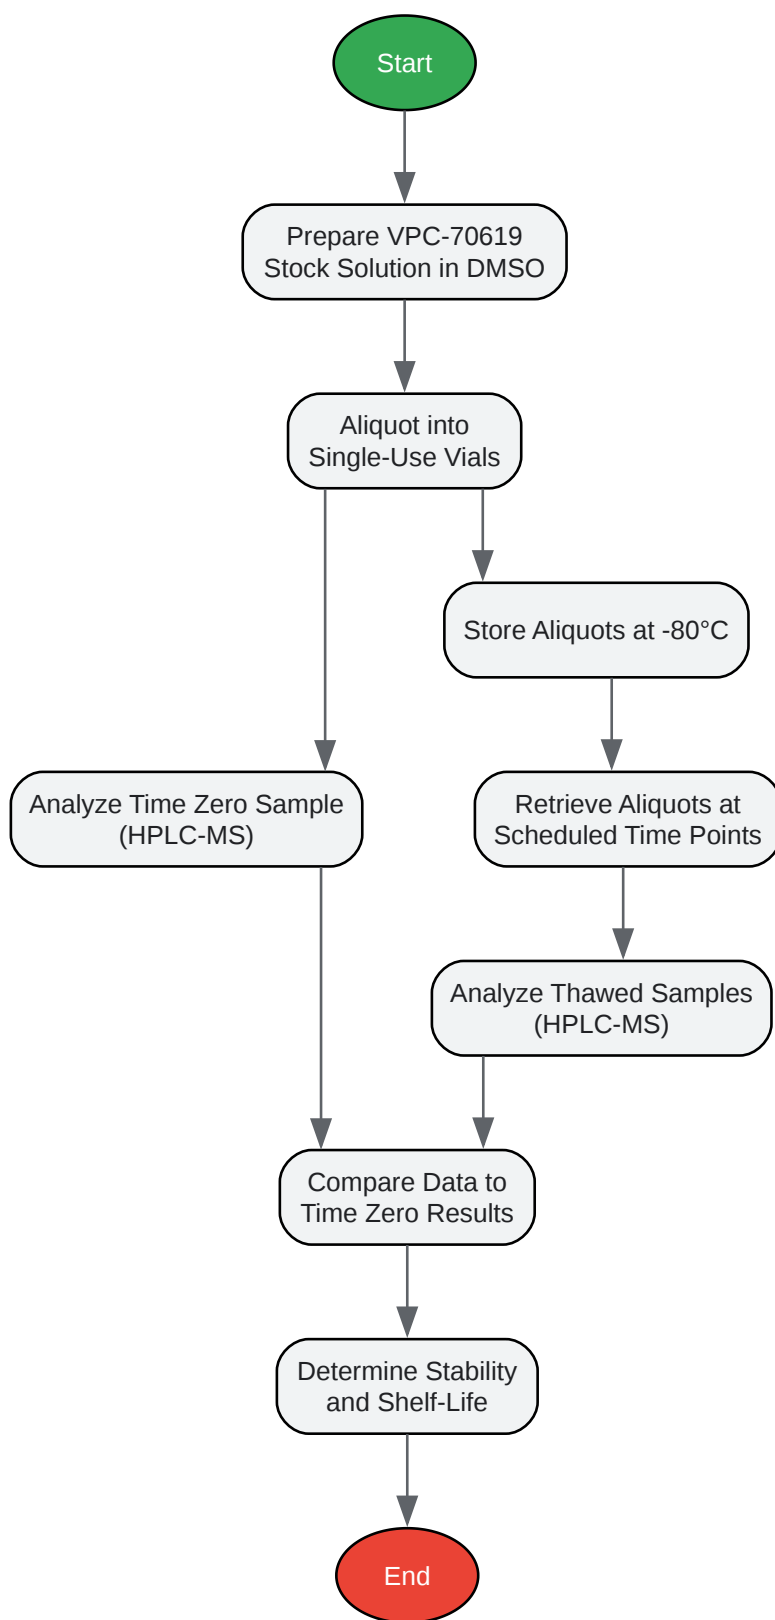 Start
Prepare VPC-70619
Stock Solution in DMSO
Aliquot into
Single-Use Vials
Store Aliquots at -80°C
Analyze Time Zero Sample
(HPLC-MS)
Retrieve Aliquots at
Scheduled Time Points
Analyze Thawed Samples
(HPLC-MS)
Compare Data to
Time Zero Results
Determine Stability
and Shelf-Life
End